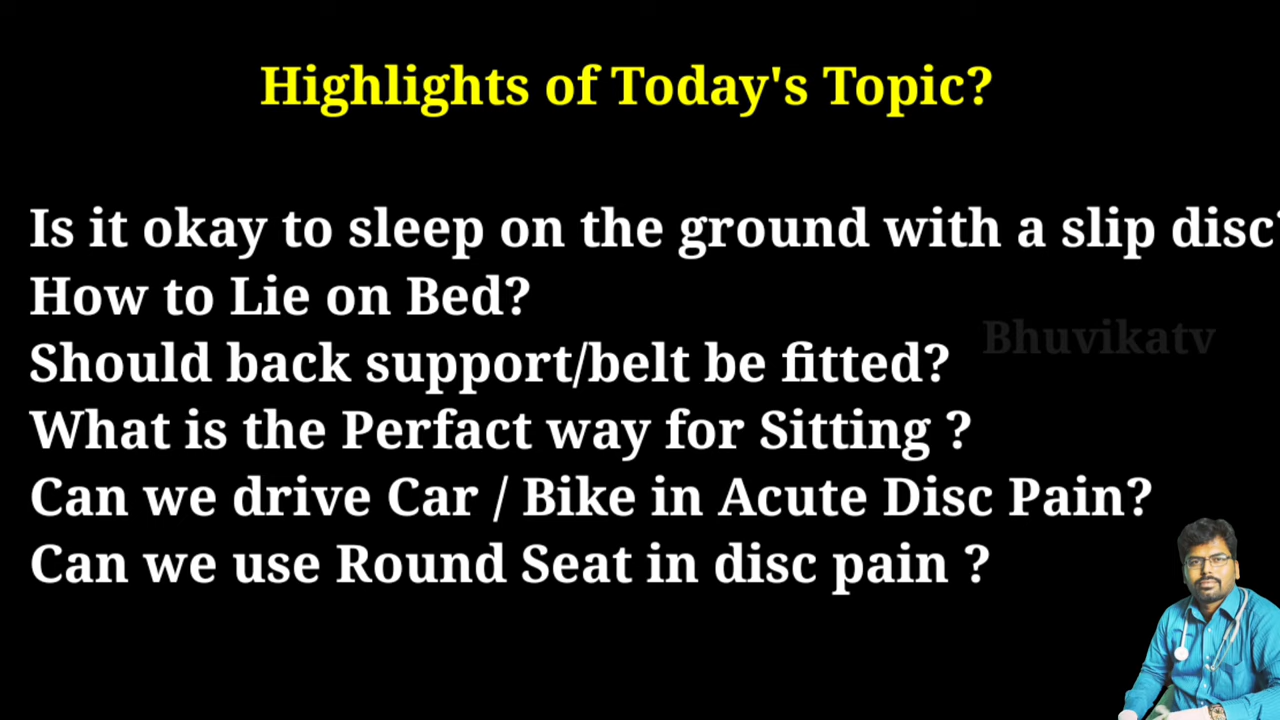 Highlights of Today's Topic?
Is it okay to sleep on the ground with a slip disc?
How to Lie on Bed?
Bhuvikatv
Should back support/belt be fitted?
What is the Perfact way for Sitting ?
Can we drive Car / Bike in Acute Disc Pain?
Can we use Round Seat in disc pain ?